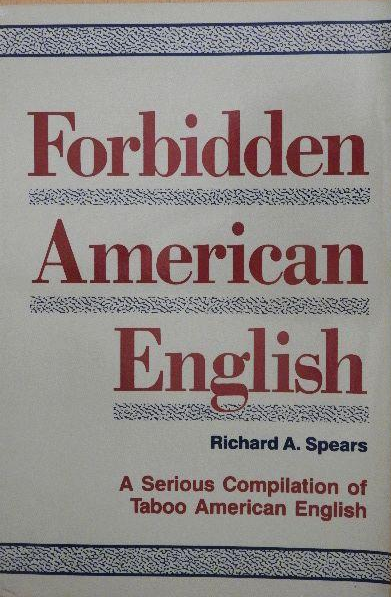 Forbidden
American
English
Richard A. Spears
A Serious Compilation of
Taboo American English